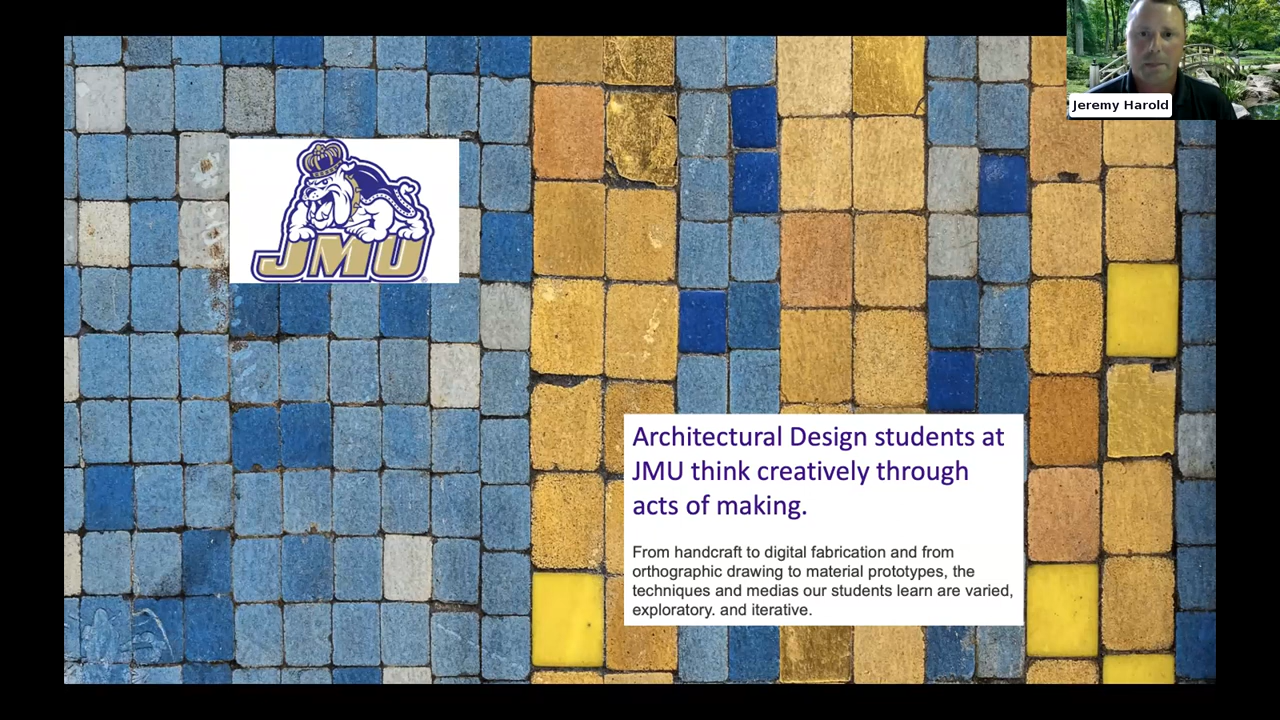 Jeremy Harold
JMU
Architectural Design students at
JMU think creatively through
acts of making.
From handcraft to digital fabrication and from
orthographic drawing to material prototypes, the
techniques and medias our students learn are varied,
exploratory. and iterative.